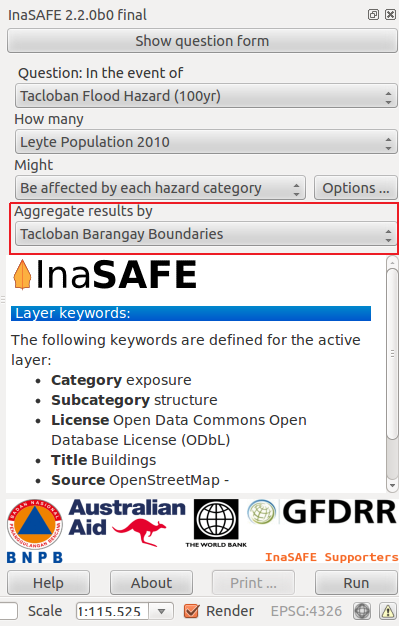 InaSAFE 2.2.0b0 final
Show question form
Question: In the event of
Tacloban Flood Hazard (100yr)
How many
Leyte Population 2010
Might
Be affected by each hazard category
Options ...
Aggregate results by
Tacloban Barangay Boundaries
InaSAFE
Layer keywords:
The following keywords are defined for the active
layer:
• Category exposure
• Subcategory structure
• License Open Data Commons Open
Database License (ODbL)
• Title Buildings
• Source OpenStreetMap -
BADAN NASIONAL
PENANGGULANGAN BENCANA
BNPB
Australian
Aid
THE WORLD BANK
GFDRR
InaSAFE Supporters
Help
About
Print ...
Run
Scale
1:115.525
Render
EPSG:4326